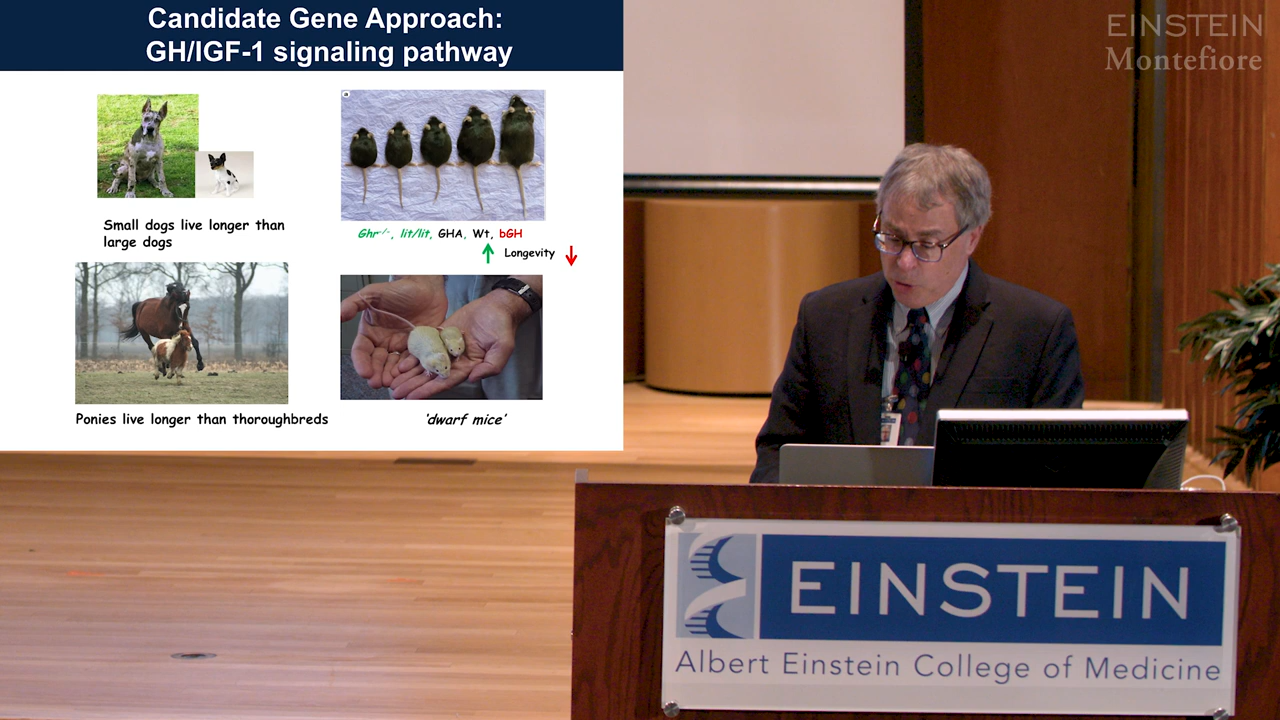 Candidate Gene Approach:
GH/IGF-1 signaling pathway
Small dogs live longer than
large dogs
Ghr-/-, lit/lit, GHA, Wt, bGH
Longevity
Ponies live longer than thoroughbreds
'dwarf mice'
EINSTEIN
Montefiore
EINSTEIN
Albert Einstein College of Medicine